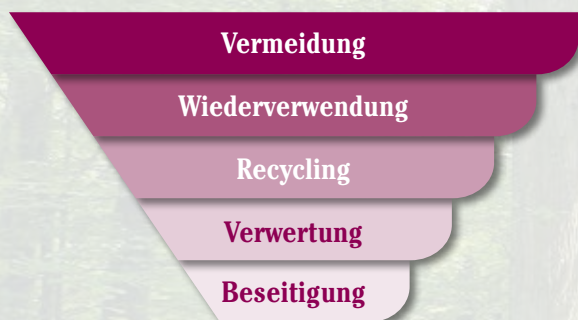 Vermeidung
Wiederverwendung
Recycling
Verwertung
Beseitigung